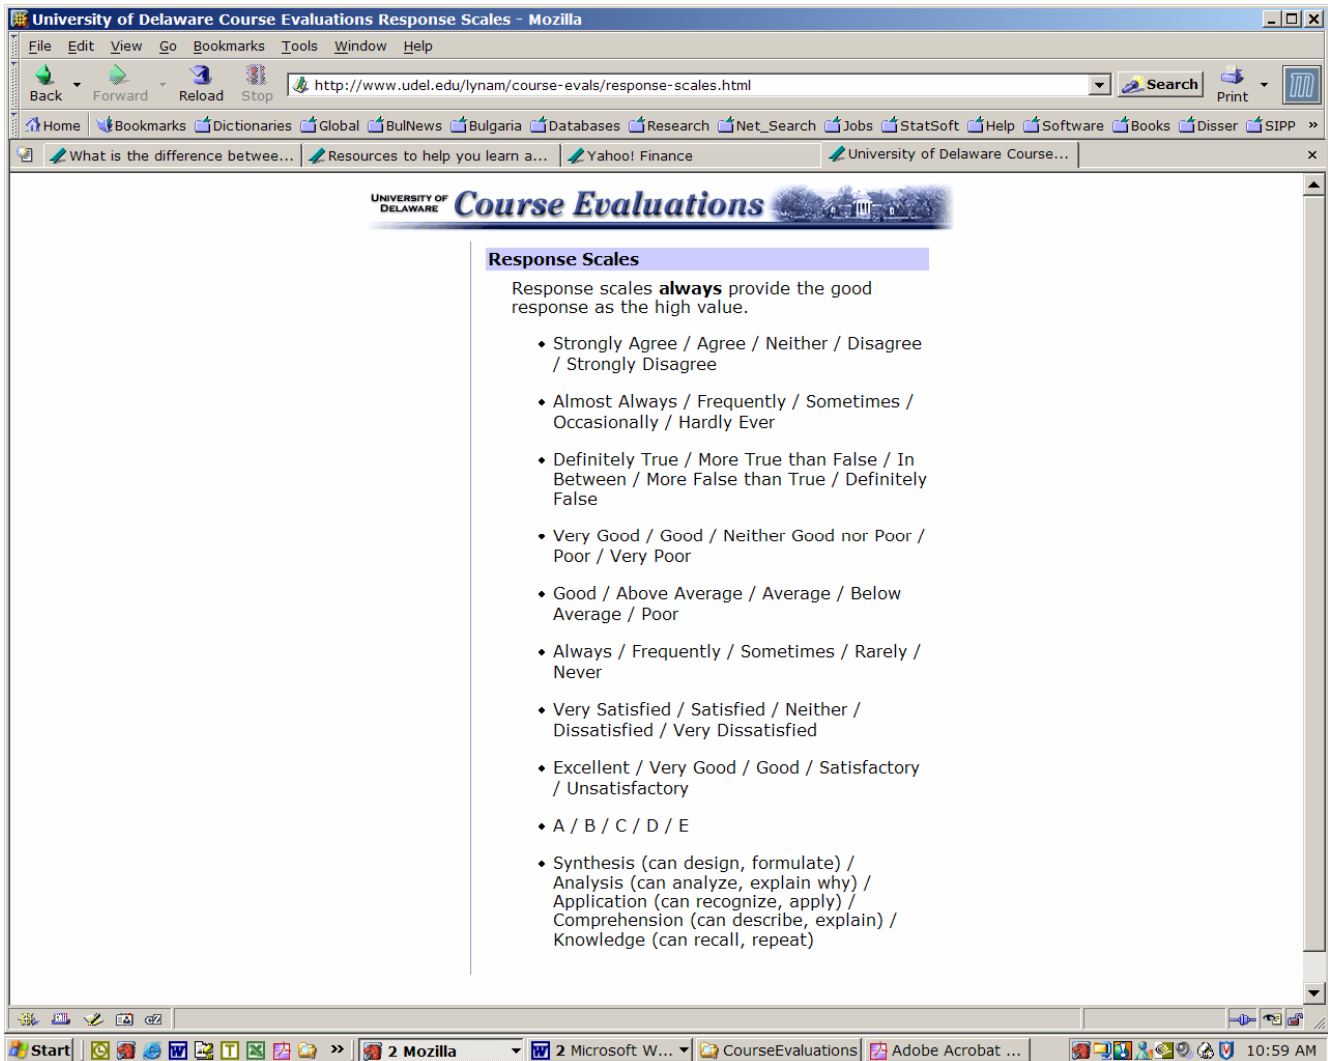 University of Delaware Course Evaluations Response Scales - Mozilla
File Edit View Go Bookmarks Tools Window Help
Back Forward Reload Stop http://www.udel.edu/lynam/course-evals/response-scales.html Search Print
Home Bookmarks Dictionaries Global BulNews Bulgaria Databases Research Net_Search Jobs StatSoft Help Software Books Disser SIPP »
What is the difference betwee... Resources to help you learn a... Yahoo! Finance University of Delaware Course...
UNIVERSITY OF DELAWARE Course Evaluations
Response Scales
Response scales always provide the good
response as the high value.
• Strongly Agree / Agree / Neither / Disagree
/ Strongly Disagree
• Almost Always / Frequently / Sometimes /
Occasionally / Hardly Ever
• Definitely True / More True than False / In
Between / More False than True / Definitely
False
• Very Good / Good / Neither Good nor Poor /
Poor / Very Poor
• Good / Above Average / Average / Below
Average / Poor
• Always / Frequently / Sometimes / Rarely /
Never
• Very Satisfied / Satisfied / Neither /
Dissatisfied / Very Dissatisfied
• Excellent / Very Good / Good / Satisfactory
/ Unsatisfactory
• A / B / C / D / E
• Synthesis (can design, formulate) /
Analysis (can analyze, explain why) /
Application (can recognize, apply) /
Comprehension (can describe, explain) /
Knowledge (can recall, repeat)
Start » 2 Mozilla 2 Microsoft W... CourseEvaluations Adobe Acrobat ... 10:59 AM